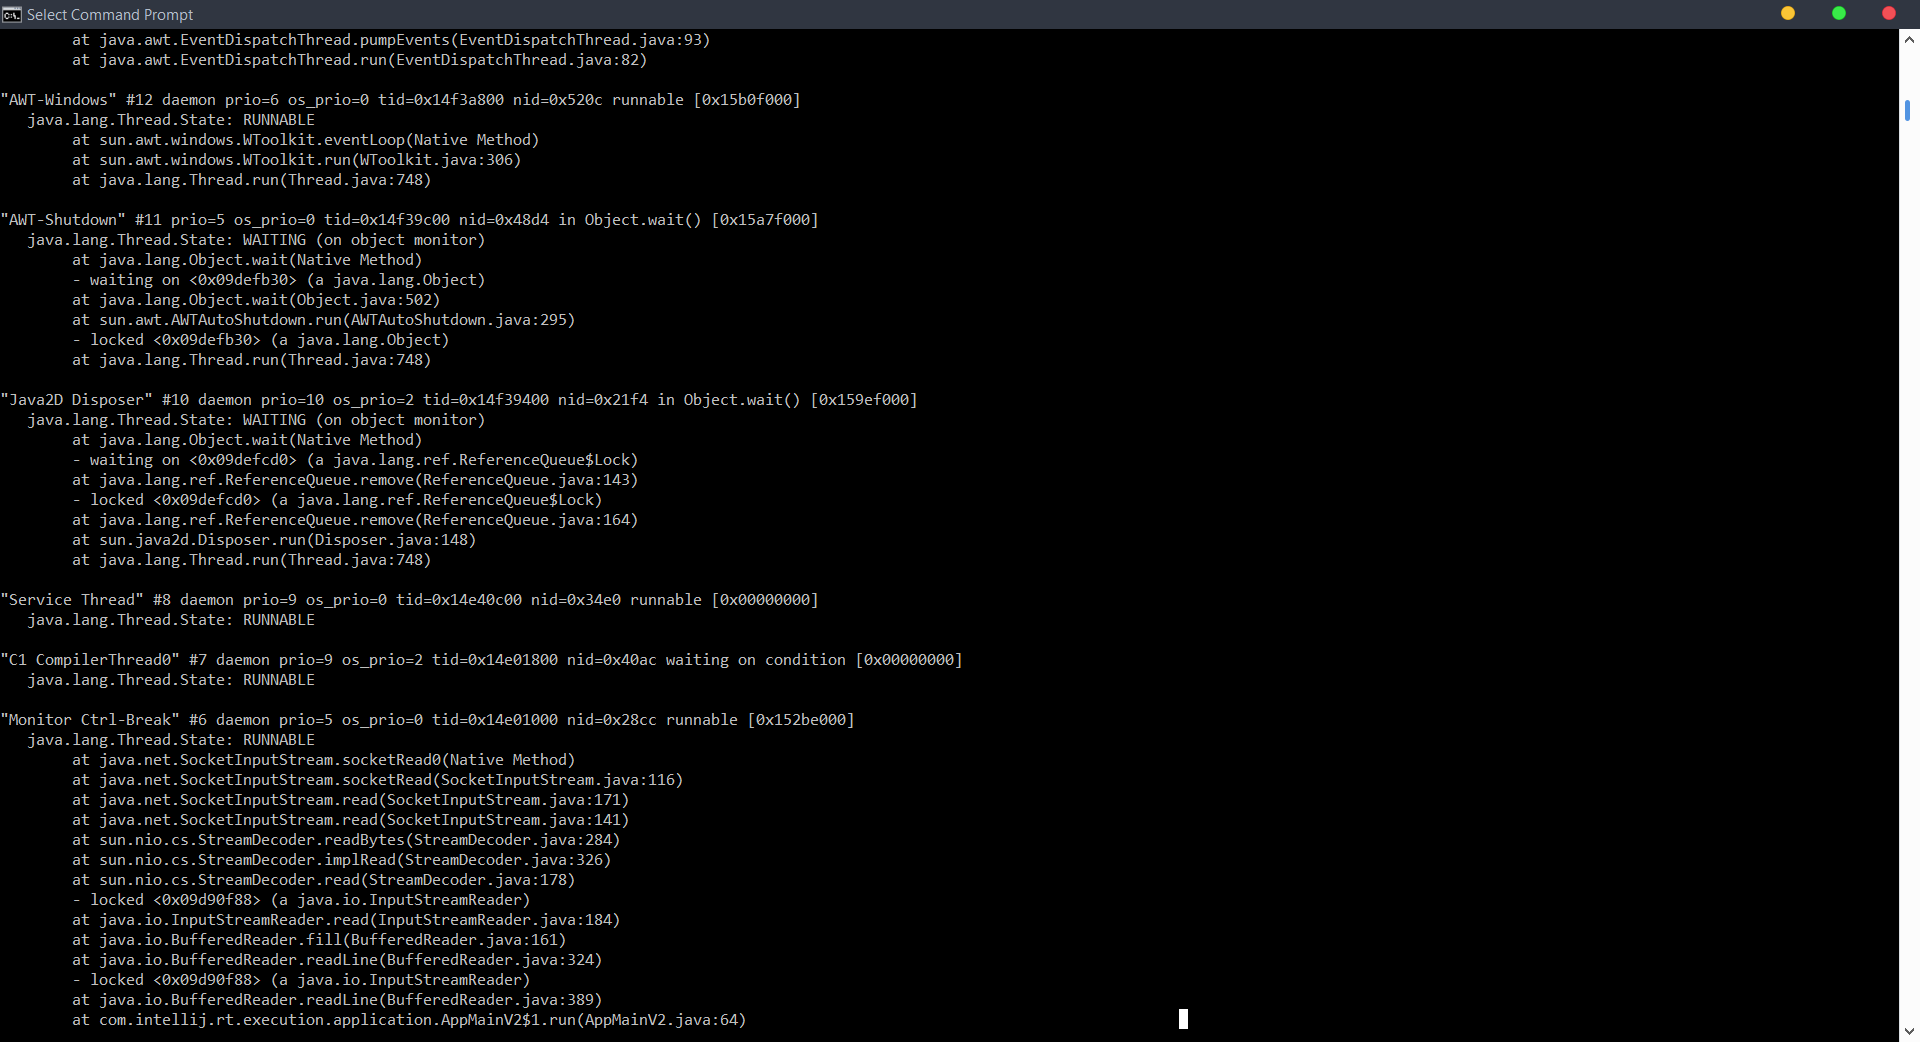 Select Command Prompt
at java.awt.EventDispatchThread.pumpEvents(EventDispatchThread.java:93)
at java.awt.EventDispatchThread.run(EventDispatchThread.java:82)
"AWT-Windows" #12 daemon prio=6 os_prio=0 tid=0x14f3a800 nid=0x520c runnable [0x15b0f000]
java.lang.Thread.State: RUNNABLE
at sun.awt.windows.WToolkit.eventLoop(Native Method)
at sun.awt.windows.WToolkit.run(WToolkit.java:306)
at java.lang.Thread.run(Thread.java:748)
"AWT-Shutdown" #11 prio=5 os_prio=0 tid=0x14f39c00 nid=0x48d4 in Object.wait() [0x15a7f000]
java.lang.Thread.State: WAITING (on object monitor)
at java.lang.Object.wait(Native Method)
- waiting on <0x09defb30> (a java.lang.Object)
at java.lang.Object.wait(Object.java:502)
at sun.awt.AWTAutoShutdown.run(AWTAutoShutdown.java:295)
- locked <0x09defb30> (a java.lang.Object)
at java.lang.Thread.run(Thread.java:748)
"Java2D Disposer" #10 daemon prio=10 os_prio=2 tid=0x14f39400 nid=0x21f4 in Object.wait() [0x159ef000]
java.lang.Thread.State: WAITING (on object monitor)
at java.lang.Object.wait(Native Method)
- waiting on <0x09defcd0> (a java.lang.ref.ReferenceQueue$Lock)
at java.lang.ref.ReferenceQueue.remove(ReferenceQueue.java:143)
- locked <0x09defcd0> (a java.lang.ref.ReferenceQueue$Lock)
at java.lang.ref.ReferenceQueue.remove(ReferenceQueue.java:164)
at sun.java2d.Disposer.run(Disposer.java:148)
at java.lang.Thread.run(Thread.java:748)
"Service Thread" #8 daemon prio=9 os_prio=0 tid=0x14e40c00 nid=0x34e0 runnable [0x00000000]
java.lang.Thread.State: RUNNABLE
"C1 CompilerThread0" #7 daemon prio=9 os_prio=2 tid=0x14e01800 nid=0x40ac waiting on condition [0x00000000]
java.lang.Thread.State: RUNNABLE
"Monitor Ctrl-Break" #6 daemon prio=5 os_prio=0 tid=0x14e01000 nid=0x28cc runnable [0x152be000]
java.lang.Thread.State: RUNNABLE
at java.net.SocketInputStream.socketRead0(Native Method)
at java.net.SocketInputStream.socketRead(SocketInputStream.java:116)
at java.net.SocketInputStream.read(SocketInputStream.java:171)
at java.net.SocketInputStream.read(SocketInputStream.java:141)
at sun.nio.cs.StreamDecoder.readBytes(StreamDecoder.java:284)
at sun.nio.cs.StreamDecoder.implRead(StreamDecoder.java:326)
at sun.nio.cs.StreamDecoder.read(StreamDecoder.java:178)
- locked <0x09d90f88> (a java.io.InputStreamReader)
at java.io.InputStreamReader.read(InputStreamReader.java:184)
at java.io.BufferedReader.fill(BufferedReader.java:161)
at java.io.BufferedReader.readLine(BufferedReader.java:324)
- locked <0x09d90f88> (a java.io.InputStreamReader)
at java.io.BufferedReader.readLine(BufferedReader.java:389)
at com.intellij.rt.execution.application.AppMainV2$1.run(AppMainV2.java:64)